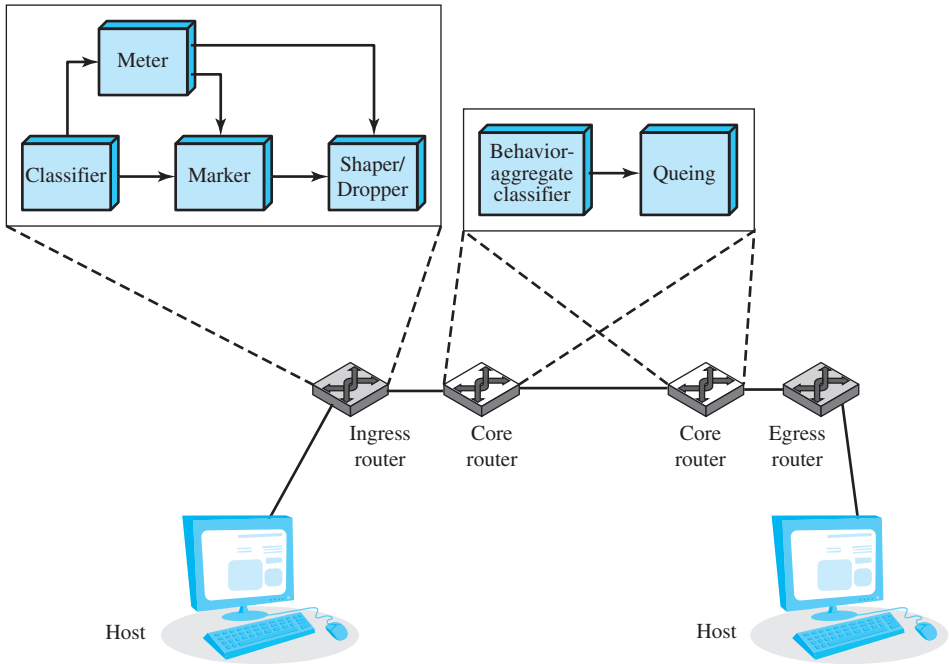 Meter
Classifier
Marker
Shaper/
Dropper
Behavior-
aggregate
classifier
Queing
Ingress
router
Core
router
Core
router
Egress
router
Host
Host